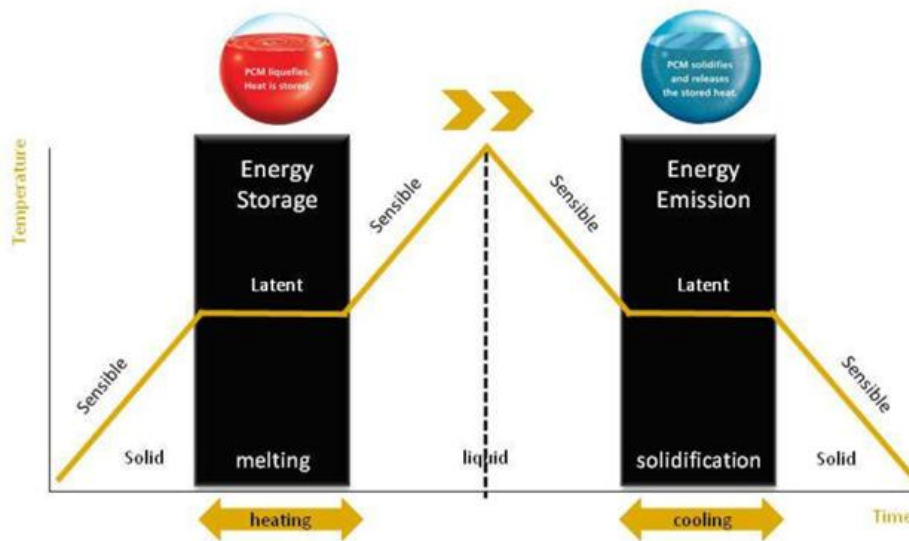 PCM liquefies.
Heat is stored.
PCM solidifies
and releases
the stored heat.
Temperature
Energy
Storage
Sensible
Sensible
Energy
Emission
Latent
Latent
Sensible
Sensible
Solid
melting
liquid
solidification
Solid
heating
cooling
Time